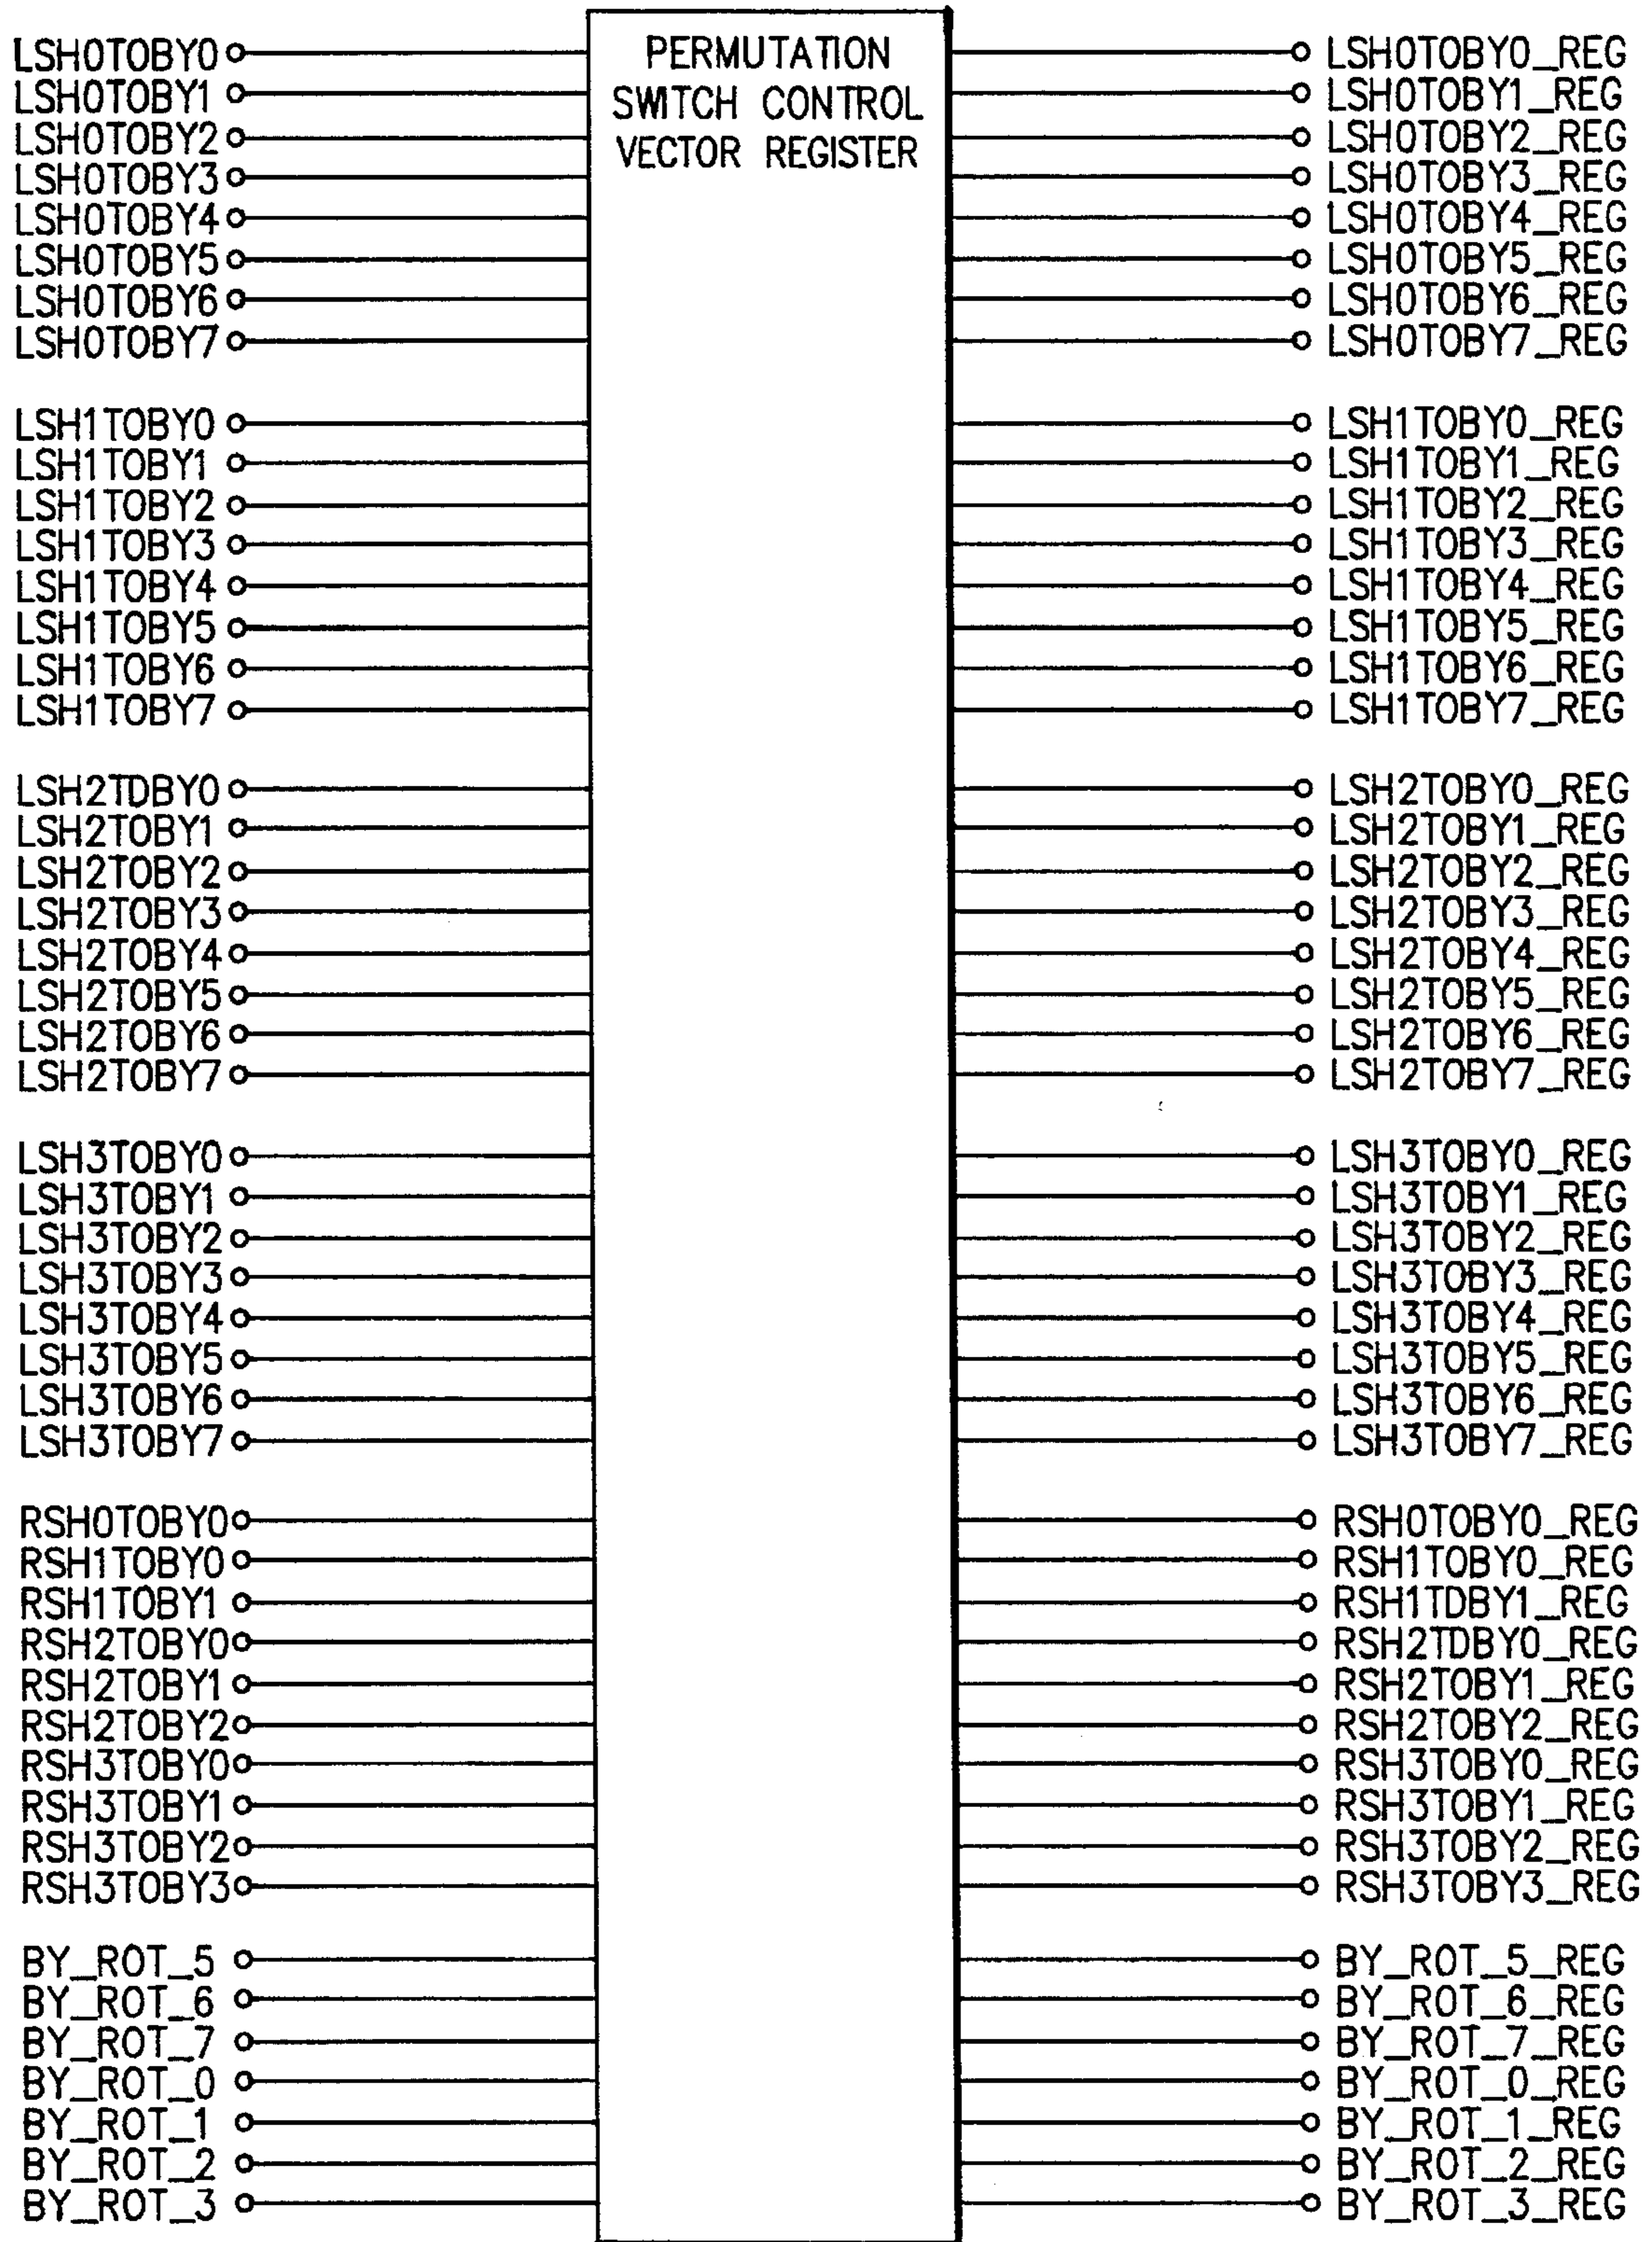 PERMUTATION
SWITCH CONTROL
VECTOR REGISTER
LSH0TOBY0
LSH0TOBY1
LSH0TOBY2
LSH0TOBY3
LSH0TOBY4
LSH0TOBY5
LSH0TOBY6
LSH0TOBY7
LSH1TOBY0
LSH1TOBY1
LSH1TOBY2
LSH1TOBY3
LSH1TOBY4
LSH1TOBY5
LSH1TOBY6
LSH1TOBY7
LSH2TDBY0
LSH2TOBY1
LSH2TOBY2
LSH2TOBY3
LSH2TOBY4
LSH2TOBY5
LSH2TOBY6
LSH2TOBY7
LSH3TOBY0
LSH3TOBY1
LSH3TOBY2
LSH3TOBY3
LSH3TOBY4
LSH3TOBY5
LSH3TOBY6
LSH3TOBY7
RSH0TOBY0
RSH1TOBY0
RSH1TOBY1
RSH2TOBY0
RSH2TOBY1
RSH2TOBY2
RSH3TOBY0
RSH3TOBY1
RSH3TOBY2
RSH3TOBY3
BY_ROT_5
BY_ROT_6
BY_ROT_7
BY_ROT_0
BY_ROT_1
BY_ROT_2
BY_ROT_3
LSH0TOBY0_REG
LSH0TOBY1_REG
LSH0TOBY2_REG
LSH0TOBY3_REG
LSH0TOBY4_REG
LSH0TOBY5_REG
LSH0TOBY6_REG
LSH0TOBY7_REG
LSH1TOBY0_REG
LSH1TOBY1_REG
LSH1TOBY2_REG
LSH1TOBY3_REG
LSH1TOBY4_REG
LSH1TOBY5_REG
LSH1TOBY6_REG
LSH1TOBY7_REG
LSH2TOBY0_REG
LSH2TOBY1_REG
LSH2TOBY2_REG
LSH2TOBY3_REG
LSH2TOBY4_REG
LSH2TOBY5_REG
LSH2TOBY6_REG
LSH2TOBY7_REG
LSH3TOBY0_REG
LSH3TOBY1_REG
LSH3TOBY2_REG
LSH3TOBY3_REG
LSH3TOBY4_REG
LSH3TOBY5_REG
LSH3TOBY6_REG
LSH3TOBY7_REG
RSH0TOBY0_REG
RSH1TOBY0_REG
RSH1TDBY1_REG
RSH2TDBY0_REG
RSH2TOBY1_REG
RSH2TOBY2_REG
RSH3TOBY0_REG
RSH3TOBY1_REG
RSH3TOBY2_REG
RSH3TOBY3_REG
BY_ROT_5_REG
BY_ROT_6_REG
BY_ROT_7_REG
BY_ROT_0_REG
BY_ROT_1_REG
BY_ROT_2_REG
BY_ROT_3_REG